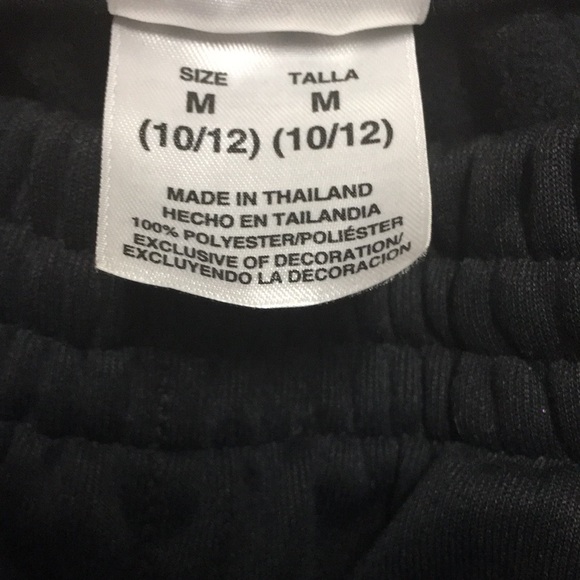 SIZE TALLA
M M
(10/12) (10/12)
MADE IN THAILAND
HECHO EN TAILANDIA
100% POLYESTER/POLIÉSTER
EXCLUSIVE OF DECORATION/
EXCLUYENDO LA DECORACION